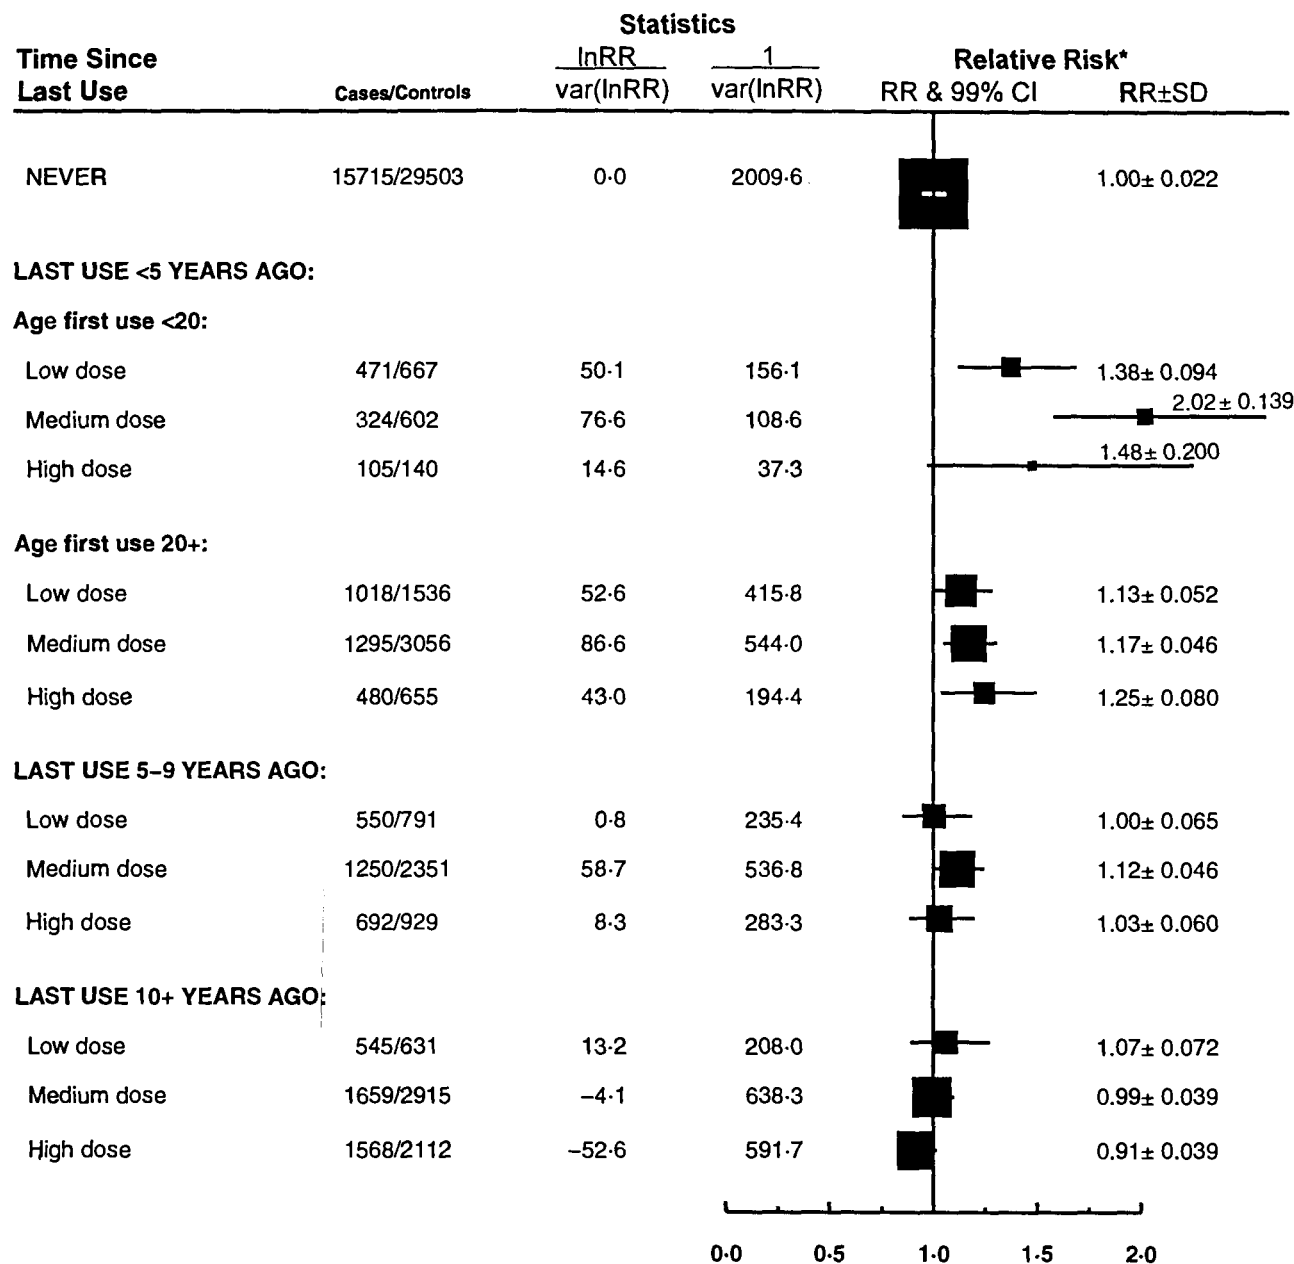 Statistics
Time Since Last Use Cases/Controls lnRR var(lnRR) 1 var(lnRR) Relative Risk* RR & 99% CI RR±SD
NEVER 15715/29503 0·0 2009·6 1.00± 0.022
LAST USE <5 YEARS AGO:
Age first use <20:
Low dose 471/667 50·1 156·1 1.38± 0.094
Medium dose 324/602 76·6 108·6 2.02± 0.139
High dose 105/140 14·6 37·3 1.48± 0.200
Age first use 20+:
Low dose 1018/1536 52·6 415·8 1.13± 0.052
Medium dose 1295/3056 86·6 544·0 1.17± 0.046
High dose 480/655 43·0 194·4 1.25± 0.080
LAST USE 5–9 YEARS AGO:
Low dose 550/791 0·8 235·4 1.00± 0.065
Medium dose 1250/2351 58·7 536·8 1.12± 0.046
High dose 692/929 8·3 283·3 1.03± 0.060
LAST USE 10+ YEARS AGO:
Low dose 545/631 13·2 208·0 1.07± 0.072
Medium dose 1659/2915 –4·1 638·3 0.99± 0.039
High dose 1568/2112 –52·6 591·7 0.91± 0.039
0·0 0·5 1·0 1·5 2·0